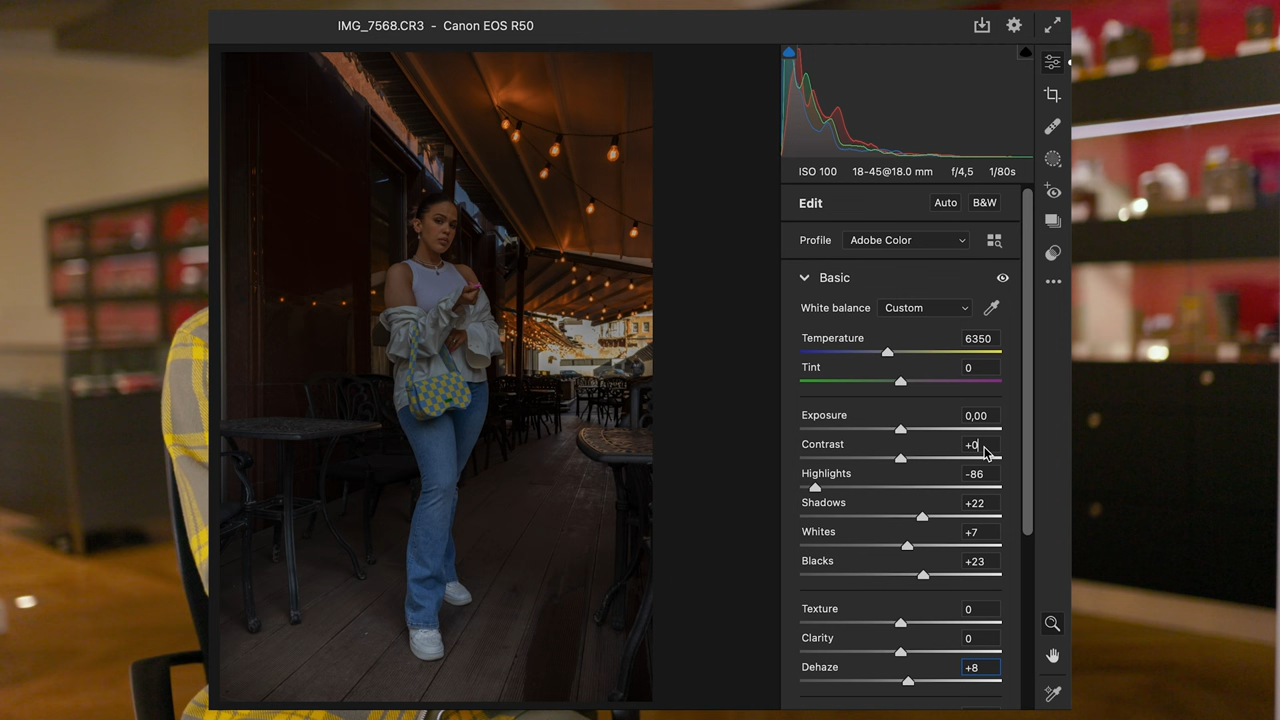 IMG_7568.CR3 - Canon EOS R50
ISO 100 18-45@18.0 mm f/4,5 1/80s
Edit Auto B&W
Profile Adobe Color
Basic
White balance Custom
Temperature 6350
Tint 0
Exposure 0,00
Contrast +0
Highlights -86
Shadows +22
Whites +7
Blacks +23
Texture 0
Clarity 0
Dehaze +8